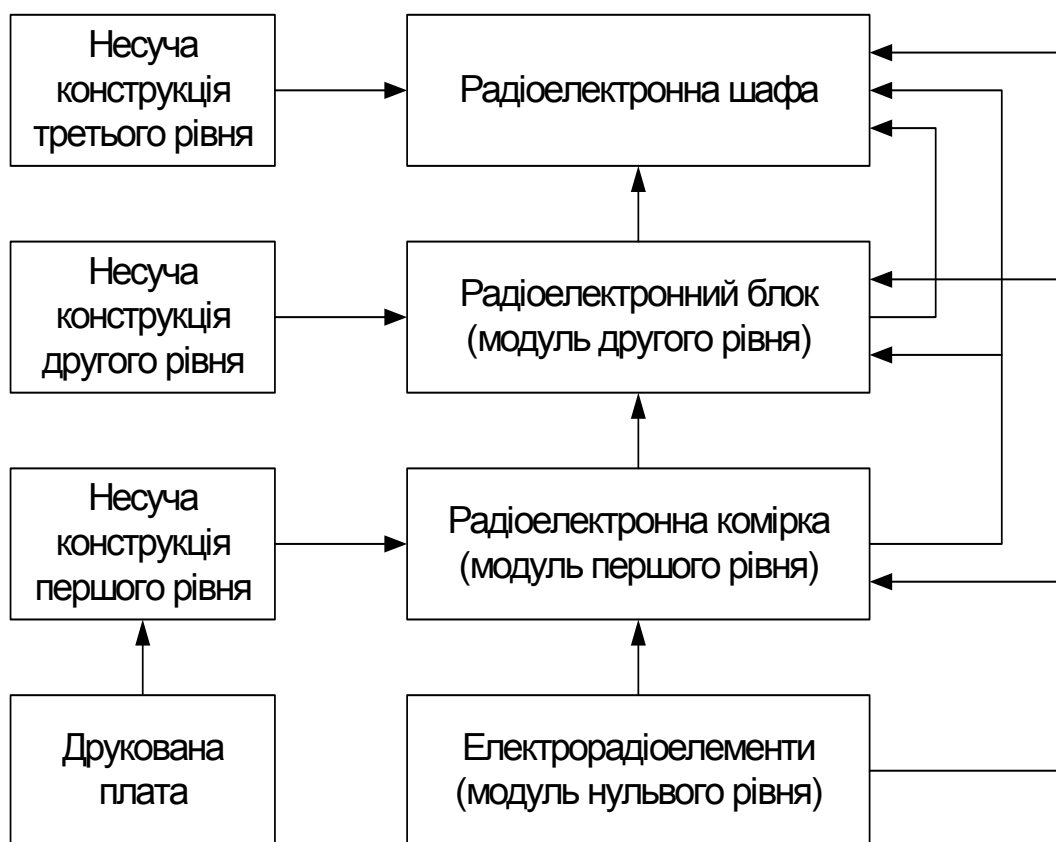 Несуча
конструкція
третього рівня
Радіоелектронна шафа
Несуча
конструкція
другого рівня
Радіоелектронний блок
(модуль другого рівня)
Несуча
конструкція
першого рівня
Радіоелектронна комірка
(модуль першого рівня)
Друкована
плата
Електрорадіоелементи
(модуль нульвого рівня)